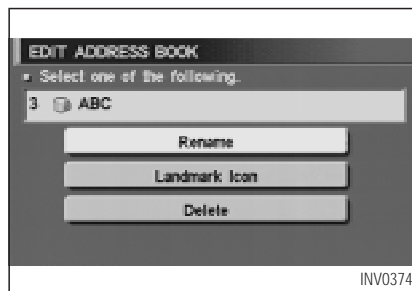 EDIT ADDRESS BOOK
Select one of the following.
3 ABC
Rename
Landmark Icon
Delete
INV0374